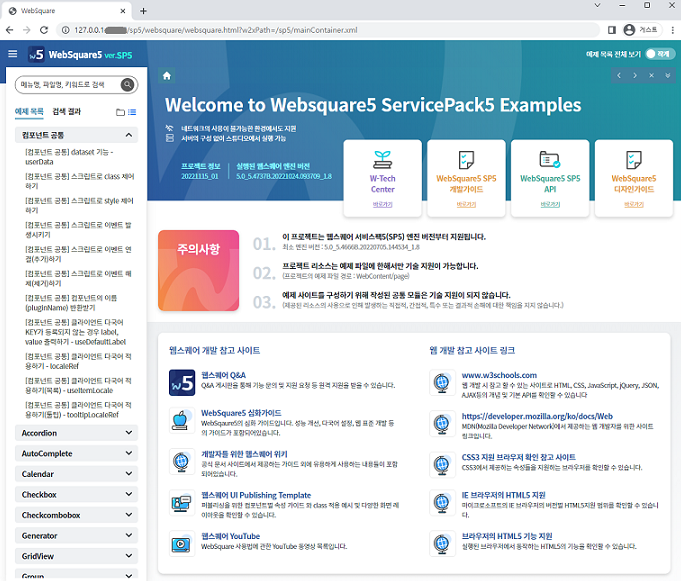 WebSquare
127.0.0.1 /sp5/websquare/websquare.html?w2xPath=/sp5/mainContainer.xml
게스트
W5 WebSquare5 ver.SP5
예제 목록 전체 보기
하게
메뉴명, 파일명, 키워드로 검색
예제 목록 검색 결과
컴포넌트 공통
[컴포넌트 공통] dataset 기능 -
userData
[컴포넌트 공통] 스크립트로 class 제어
하기
[컴포넌트 공통] 스크립트로 style 제어
하기
[컴포넌트 공통] 스크립트로 이벤트 발
생시키기
[컴포넌트 공통] 스크립트로 이벤트 연
결(추가)하기
[컴포넌트 공통] 스크립트로 이벤트 해
제(제거)하기
[컴포넌트 공통] 컴포넌트의 이름
(pluginName) 반환받기
[컴포넌트 공통] 클라이언트 다국어
KEY가 등록되지 않는 경우 label,
value 출력하기 - useDefaultLabel
[컴포넌트 공통] 클라이언트 다국어 적
용하기 - localeRef
[컴포넌트 공통] 클라이언트 다국어 적
용하기(목록) - useItemLocale
[컴포넌트 공통] 클라이언트 다국어 적
용하기(툴팁) - tooltipLocaleRef
Accordion
AutoComplete
Calendar
Checkbox
Checkcombobox
Generator
GridView
Group
Welcome to Websquare5 ServicePack5 Examples
네트워크의 사용이 불가능한 환경에서도 지원
서버의 구성 없이 스튜디오에서 실행 가능
프로젝트 정보
20221115_01
실행된 웹스퀘어 엔진 버전
5.0_5.4737B.20221024.093709_1.8
W-Tech
Center
바로가기
WebSquare5 SP5
개발가이드
바로가기
WebSquare5 SP5
API
바로가기
WebSquare5
디자인가이드
바로가기
주의사항
01. 이 프로젝트는 웹스퀘어 서비스팩5(SP5) 엔진 버전부터 지원됩니다.
최소 엔진 버전 : 5.0_5.4666B.20220705.144534_1.8
02. 프로젝트 리소스는 예제 파일에 한해서만 기술 지원이 가능합니다.
(프로젝트의 예제 파일 경로 : WebContent/page)
03. 예제 사이트를 구성하기 위해 작성된 공통 모듈은 기술 지원이 되지 않습니다.
(제공된 리소스의 사용으로 인해 발생하는 직접적, 간접적, 특수 또는 결과적 손해에 대한 책임을 지지 않습니다.)
웹스퀘어 개발 참고 사이트
웹스퀘어 Q&A
Q&A 게시판을 통해 기능 문의 및 지원 요청 등 원격 지원을 받을 수 있습니다.
WebSquare5 심화가이드
WebSqaure5의 심화 가이드입니다. 성능 개선, 다국어 설정, 웹 표준 개발 등
의 가이드가 포함되어있습니다.
개발자를 위한 웹스퀘어 위키
공식 문서 사이트에서 제공하는 가이드 외에 유용하게 사용하는 내용들이 포함
되어있습니다.
웹스퀘어 UI Publishing Template
퍼블리싱을 위한 컴포넌트별 속성 가이드 와 class 적용 예시 및 다양한 화면 레
이아웃을 확인할 수 있습니다.
웹스퀘어 YouTube
WebSquare 사용법에 관한 YouTube 동영상 목록입니다.
웹 개발 참고 사이트 링크
www.w3schools.com
웹 개발 시 참고 할 수 있는 사이트로 HTML, CSS, JavaScript, jQuery, JSON,
AJAX등의 개념 및 기본 API를 확인할 수 있습니다.
https://developer.mozilla.org/ko/docs/Web
MDN(Mozilla Developer Network)에서 제공하는 웹 개발자를 위한 사이트
링크입니다.
CSS3 지원 브라우저 확인 참고 사이트
CSS3에서 제공하는 속성들을 지원하는 브라우저를 확인할 수 있습니다.
IE 브라우저의 HTML5 지원
마이크로소프트의 IE 브라우저의 버전별 HTML5지원 범위를 확인할 수 있습니
다.
브라우저의 HTML5 기능 지원
실행된 브라우저에서 동작하는 HTML5의 기능을 확인할 수 있습니다.